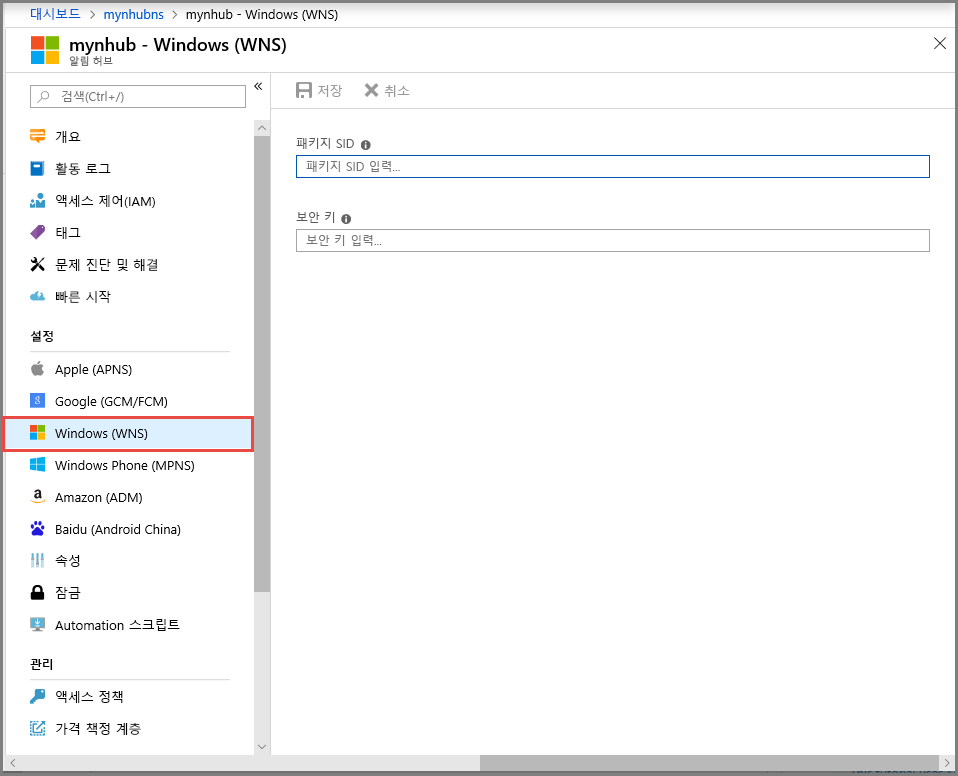 대시보드 > mynhubns > mynhub - Windows (WNS)
mynhub - Windows (WNS)
알림 허브
검색(Ctrl+/)
«
개요
활동 로그
액세스 제어(IAM)
태그
문제 진단 및 해결
빠른 시작
설정
Apple (APNS)
Google (GCM/FCM)
Windows (WNS)
Windows Phone (MPNS)
Amazon (ADM)
Baidu (Android China)
속성
잠금
Automation 스크립트
관리
액세스 정책
가격 책정 계층
저장 취소
패키지 SID
패키지 SID 입력...
보안 키
보안 키 입력...